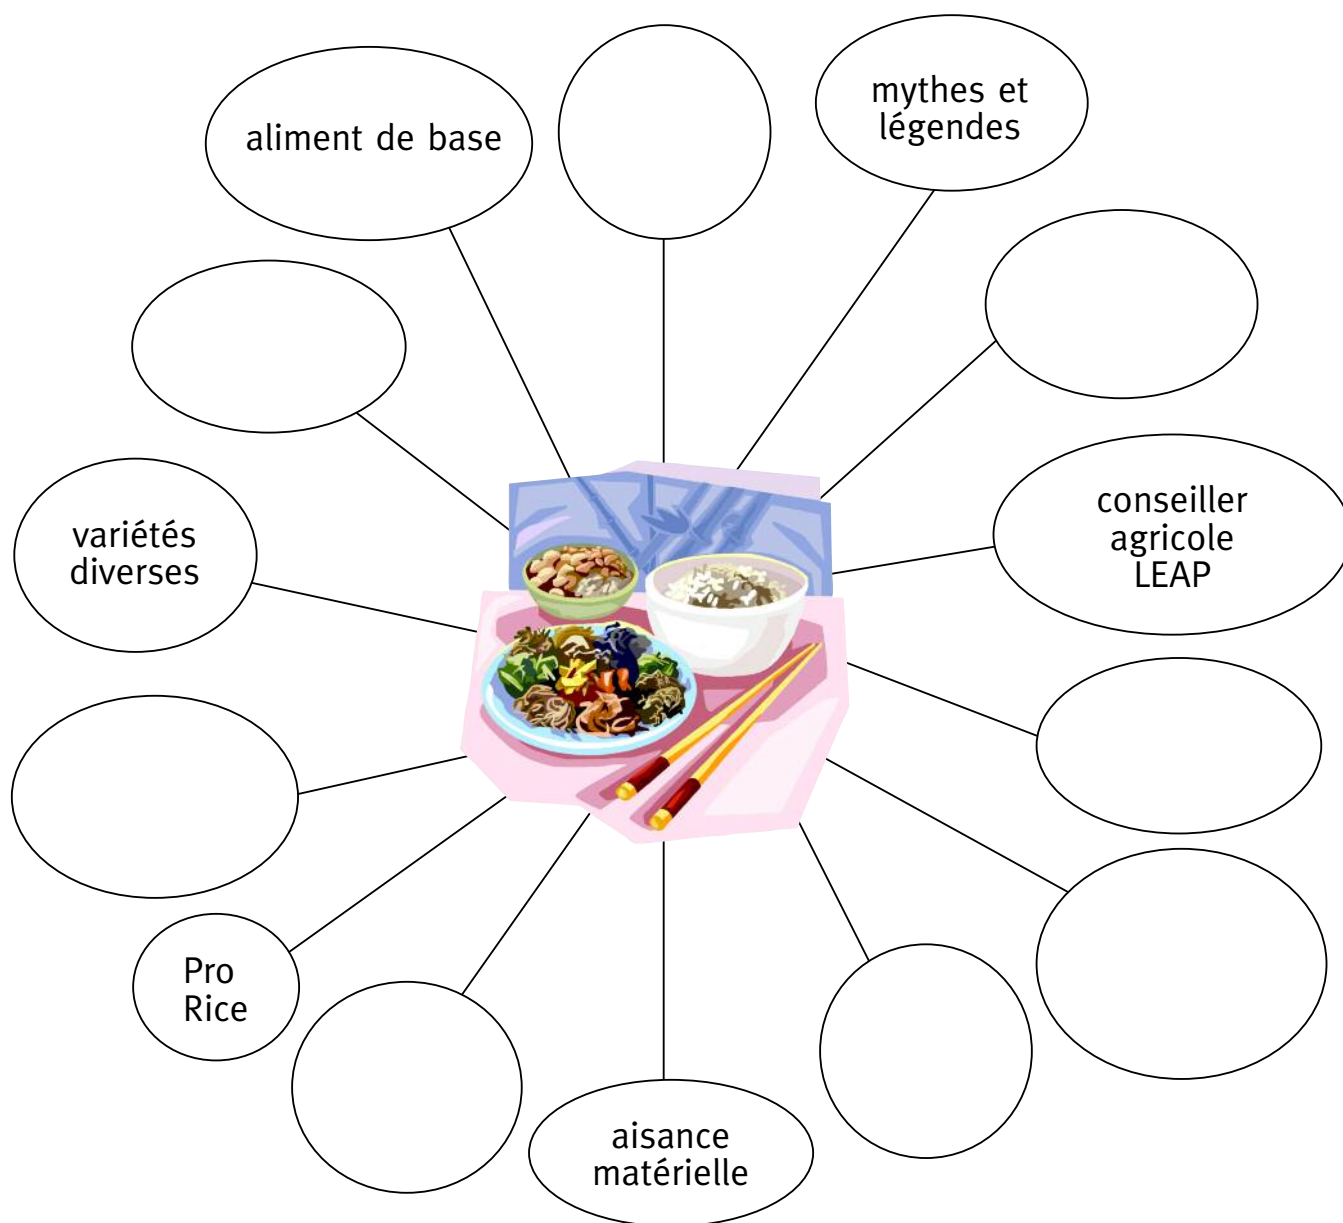 aliment de base
mythes et
légendes
conseiller
agricole
LEAP
variétés
diverses
Pro
Rice
aisance
matérielle